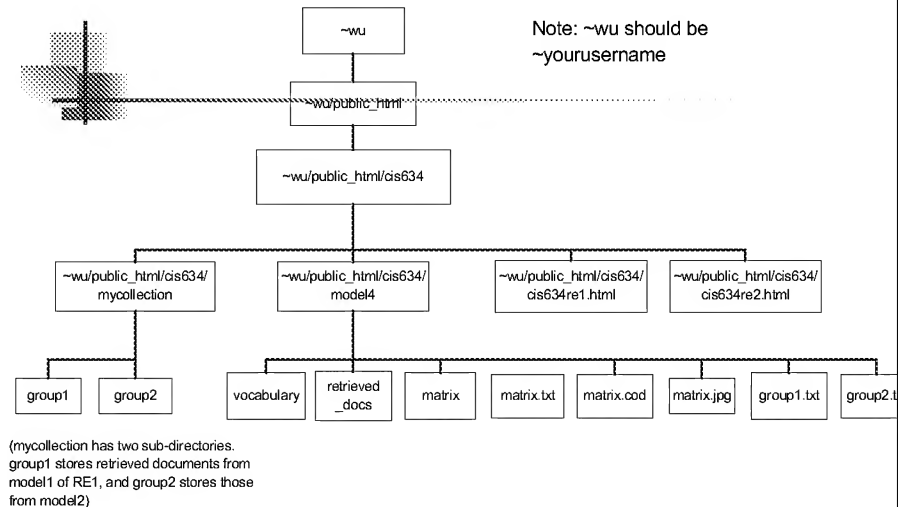 ~wu
Note: ~wu should be
~yourusername
~wu/public_html
~wu/public_html/cis634
~wu/public_html/cis634/
mycollection
~wu/public_html/cis634/
model4
~wu/public_html/cis634/
cis634re1.html
~wu/public_html/cis634/
cis634re2.html
group1
group2
vocabulary
retrieved
_docs
matrix
matrix.txt
matrix.cod
matrix.jpg
group1.txt
group2.t
(mycollection has two sub-directories.
group1 stores retrieved documents from
model1 of RE1, and group2 stores those
from model2)